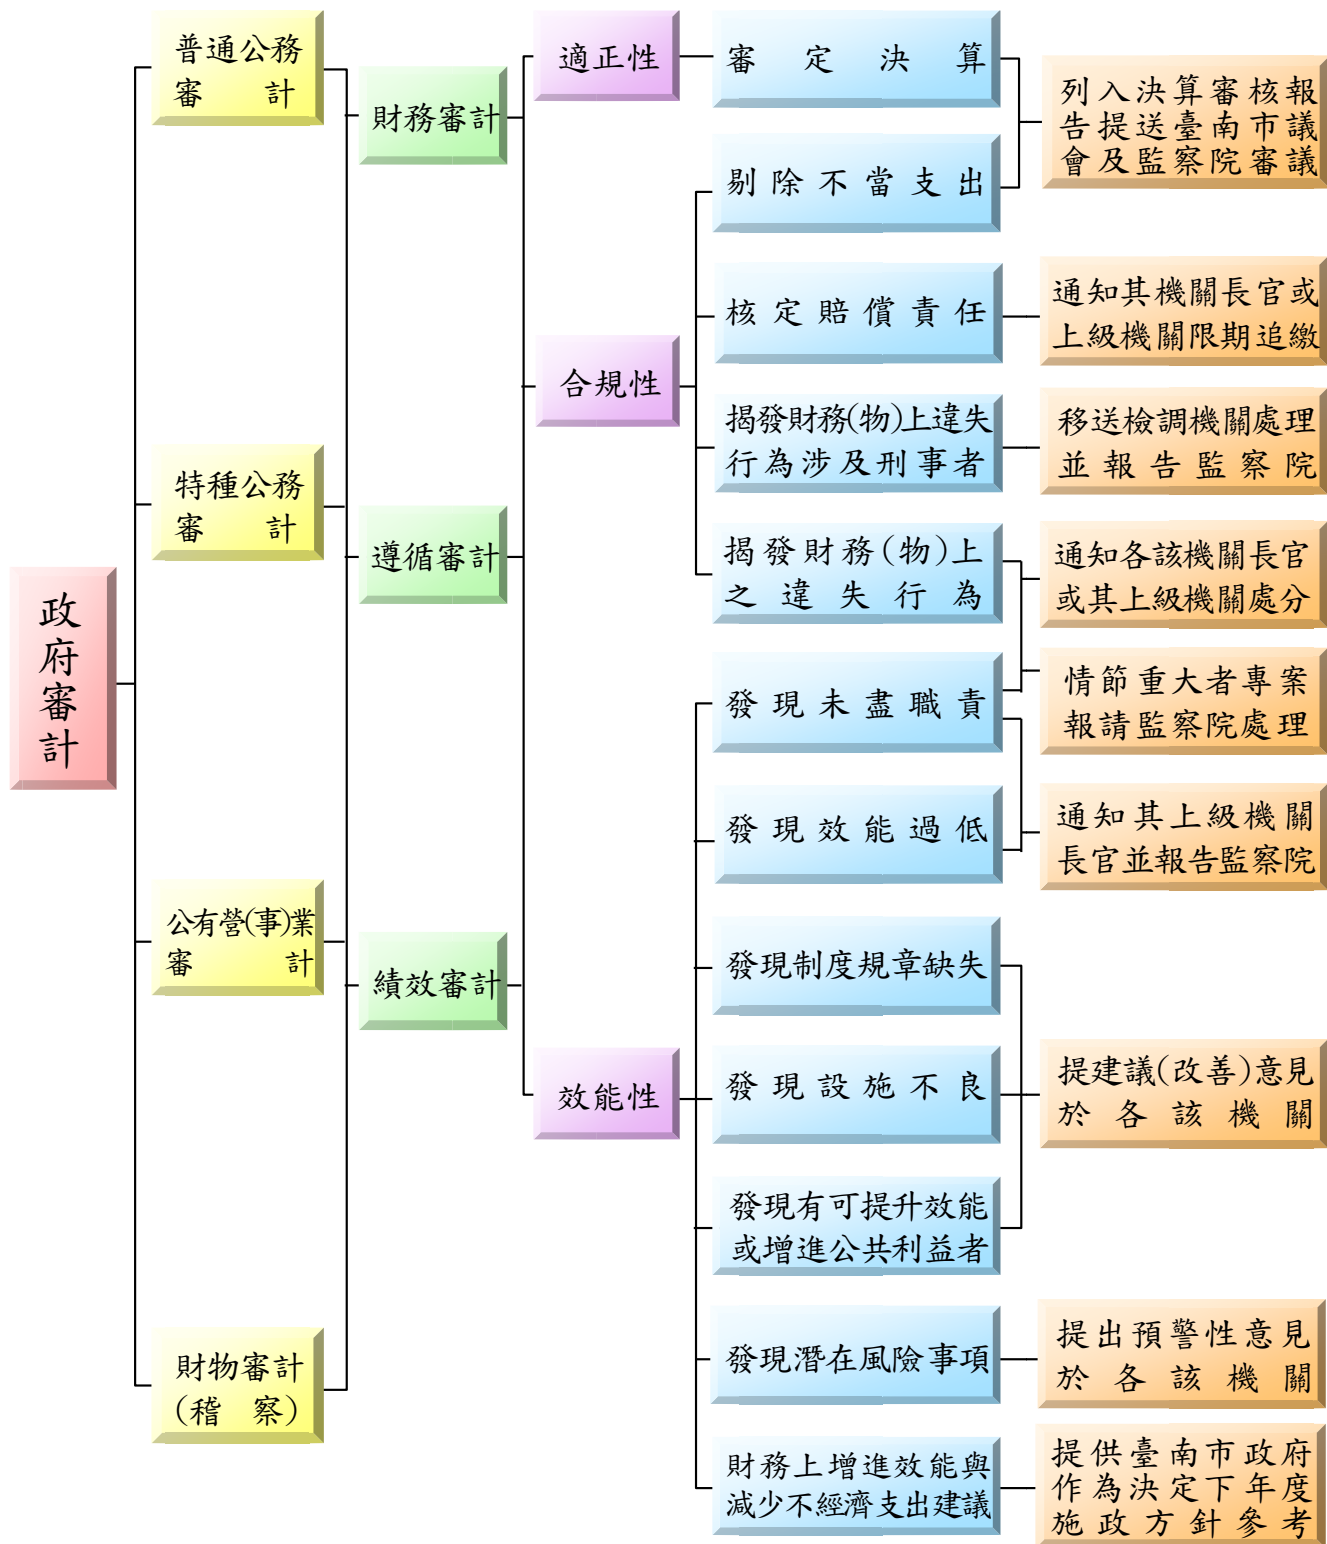 政府審計
普通公務
審計
特種公務
審計
公有營(事)業
審計
財物審計
(稽察)
財務審計
遵循審計
績效審計
適正性
合規性
效能性
審定決算
剔除不當支出
核定賠償責任
揭發財務(物)上違失
行為涉及刑事者
揭發財務(物)上
之違失行為
發現未盡職責
發現效能過低
發現制度規章缺失
發現設施不良
發現有可提升效能
或增進公共利益者
發現潛在風險事項
財務上增進效能與
減少不經濟支出建議
列入決算審核報
告提送臺南市議
會及監察院審議
通知其機關長官或
上級機關限期追繳
移送檢調機關處理
並報告監察院
通知各該機關長官
或其上級機關處分
情節重大者專案
報請監察院處理
通知其上級機關
長官並報告監察院
提建議(改善)意見
於各該機關
提出預警性意見
於各該機關
提供臺南市政府
作為決定下年度
施政方針參考